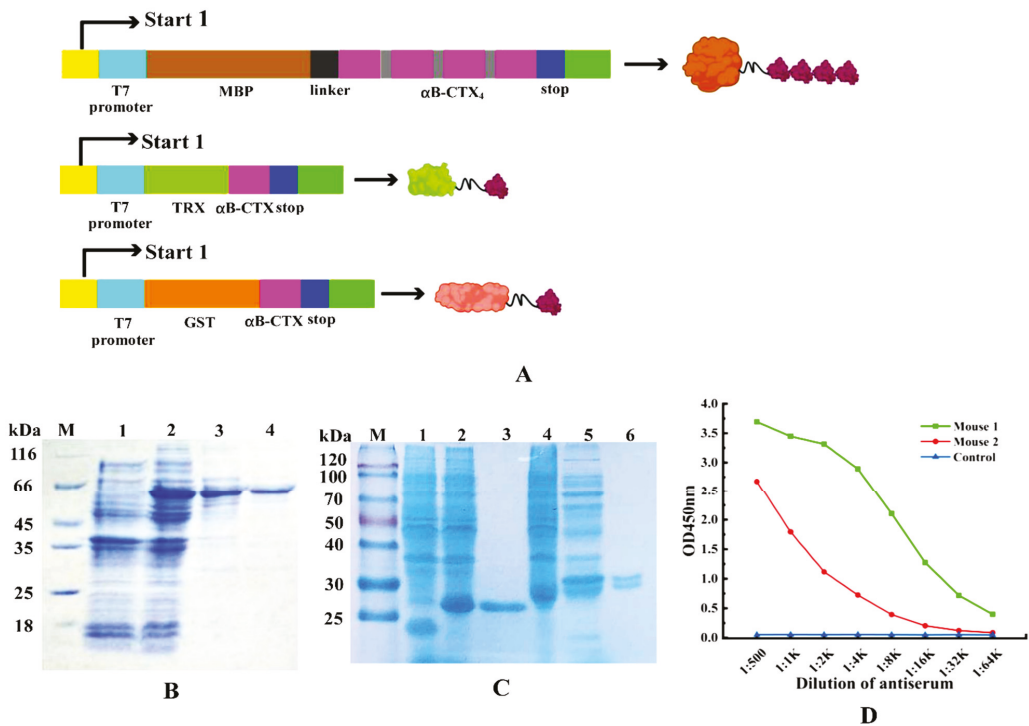 Start 1
T7 promoter
MBP
linker
αB-CTX₄
stop
Start 1
T7 promoter
TRX
αB-CTX
stop
Start 1
T7 promoter
GST
αB-CTX
stop
A
kDa M 1 2 3 4
116
66
45
35
25
18
B
kDa M 1 2 3 4 5 6
120
100
70
50
40
30
25
C
4.0
3.5
3.0
2.5
2.0
1.5
1.0
0.5
0.0
OD450nm
Mouse 1
Mouse 2
Control
1:500 1:1K 1:2K 1:4K 1:8K 1:16K 1:32K 1:64K
Dilution of antiserum
D